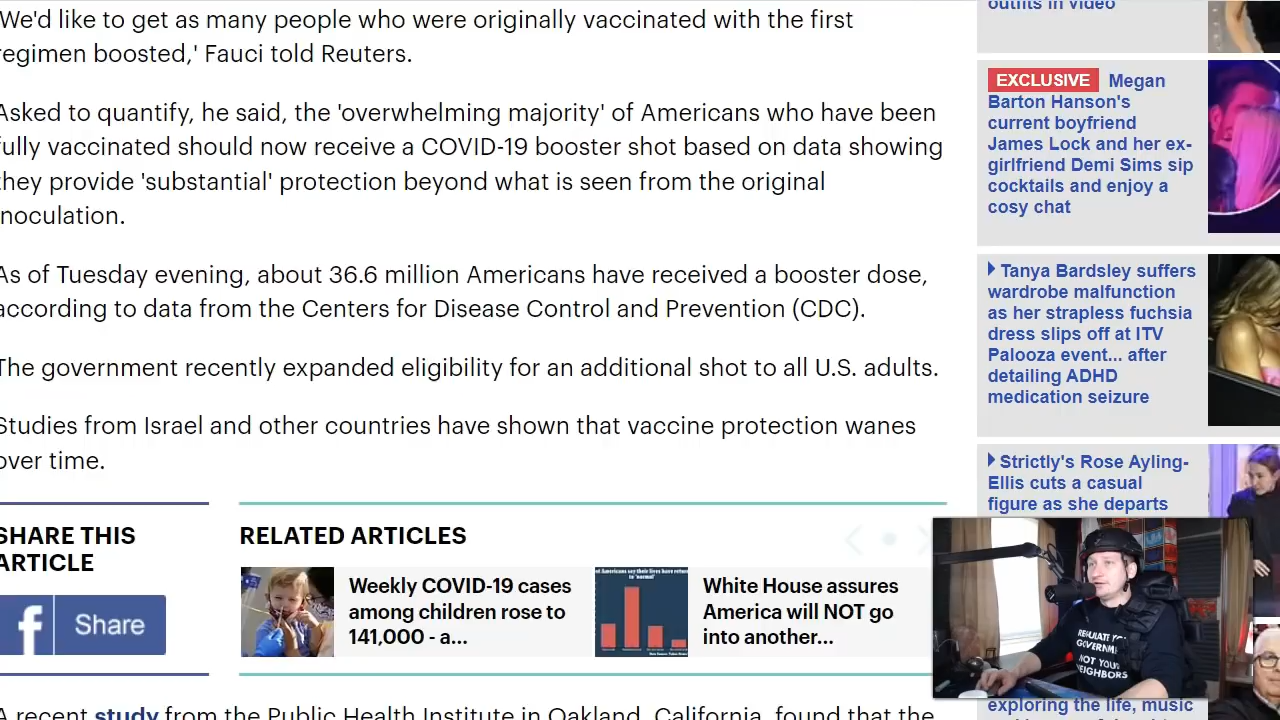 'We'd like to get as many people who were originally vaccinated with the first
regimen boosted,' Fauci told Reuters.
Asked to quantify, he said, the 'overwhelming majority' of Americans who have been
fully vaccinated should now receive a COVID-19 booster shot based on data showing
they provide 'substantial' protection beyond what is seen from the original
inoculation.
As of Tuesday evening, about 36.6 million Americans have received a booster dose,
according to data from the Centers for Disease Control and Prevention (CDC).
The government recently expanded eligibility for an additional shot to all U.S. adults.
Studies from Israel and other countries have shown that vaccine protection wanes
over time.
SHARE THIS
ARTICLE
f Share
RELATED ARTICLES
Weekly COVID-19 cases
among children rose to
141,000 - a...
White House assures
America will NOT go
into another...
A recent study from the Public Health Institute in Oakland, California, found that the
outfits in video
EXCLUSIVE Megan
Barton Hanson's
current boyfriend
James Lock and her ex-
girlfriend Demi Sims sip
cocktails and enjoy a
cosy chat
Tanya Bardsley suffers
wardrobe malfunction
as her strapless fuchsia
dress slips off at ITV
Palooza event... after
detailing ADHD
medication seizure
Strictly's Rose Ayling-
Ellis cuts a casual
figure as she departs
REGULATE YOUR
GOVERNMENT
NOT YOUR
NEIGHBORS
exploring the life, music